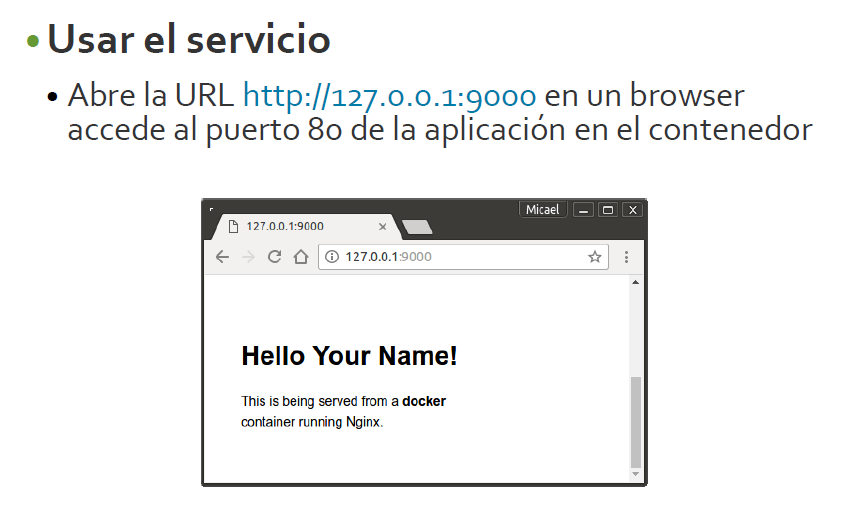 • Usar el servicio
• Abre la URL http://127.0.0.1:9000 en un browser
accede al puerto 80 de la aplicación en el contenedor
Micael
127.0.0.1:9000
127.0.0.1:9000
Hello Your Name!
This is being served from a docker
container running Nginx.